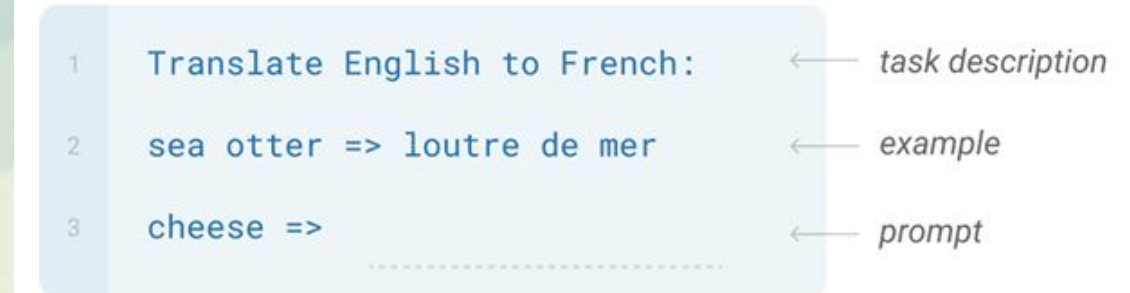 1 Translate English to French: task description
2 sea otter => loutre de mer example
3 cheese => prompt